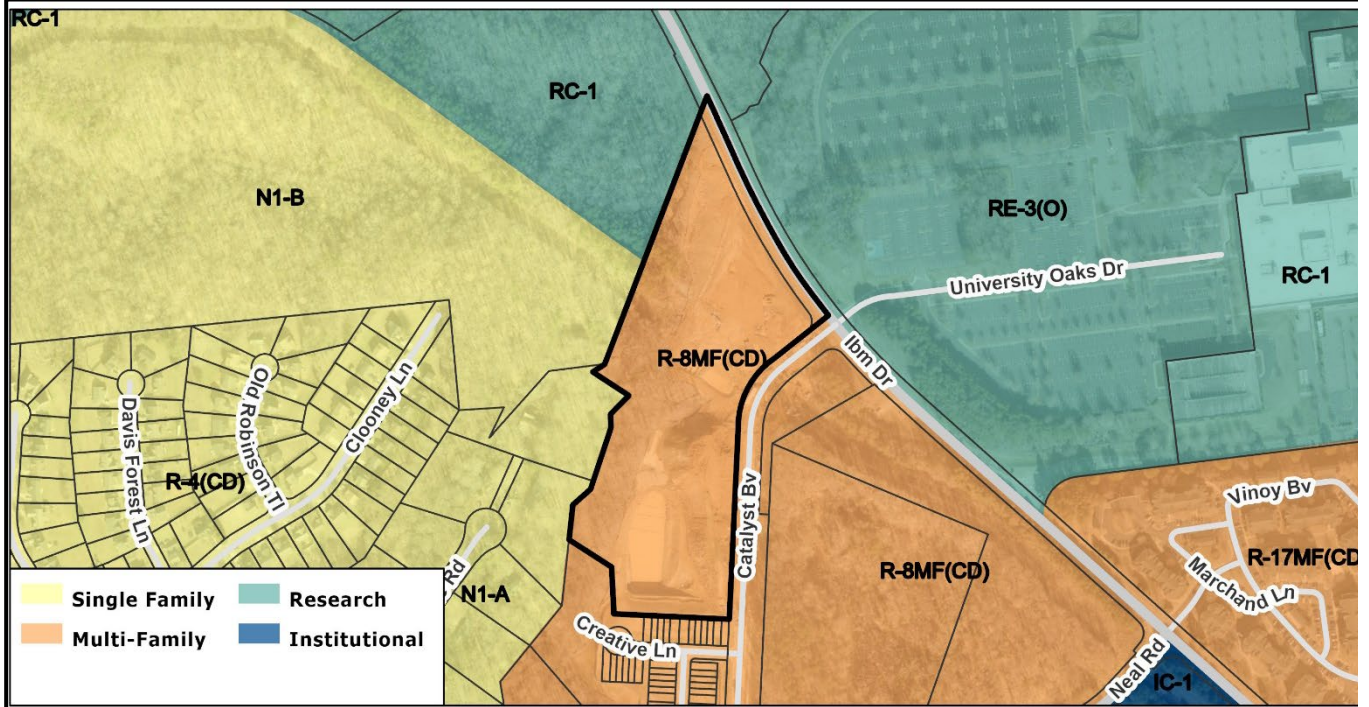 RC-1
RC-1
N1-B
RE-3(O)
University Oaks Dr
RC-1
R-8MF(CD)
Ibm Dr
Clooney Ln
Old Robinson Tl
Davis Forest Ln
R-4(CD)
Catalyst Bv
Vinoy Bv
R-17MF(CD
R-8MF(CD)
Marchand Ln
Rd
N1-A
Creative Ln
Neal Rd
IC-1
Single Family
Research
Multi-Family
Institutional